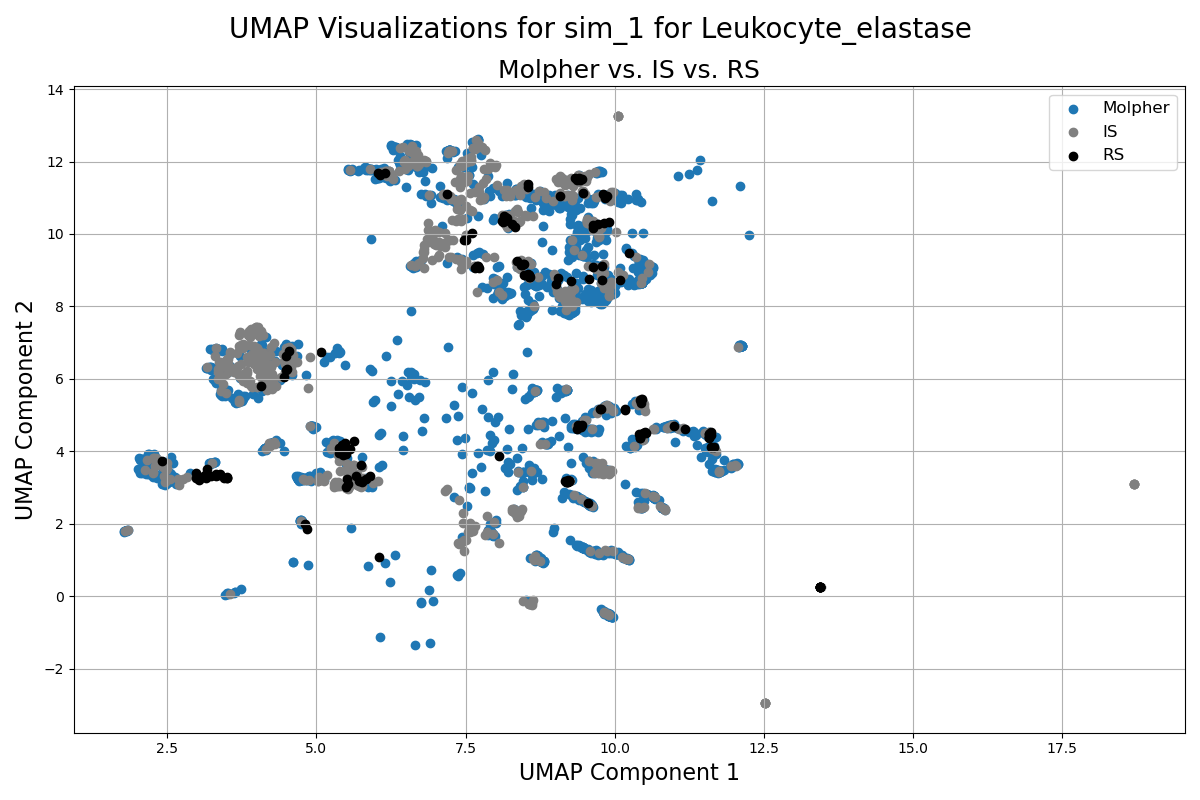 UMAP Visualizations for sim_1 for Leukocyte_elastase
Molpher vs. IS vs. RS
Molpher
IS
RS
14
12
10
8
6
4
2
0
−2
UMAP Component 2
2.5 5.0 7.5 10.0 12.5 15.0 17.5
UMAP Component 1